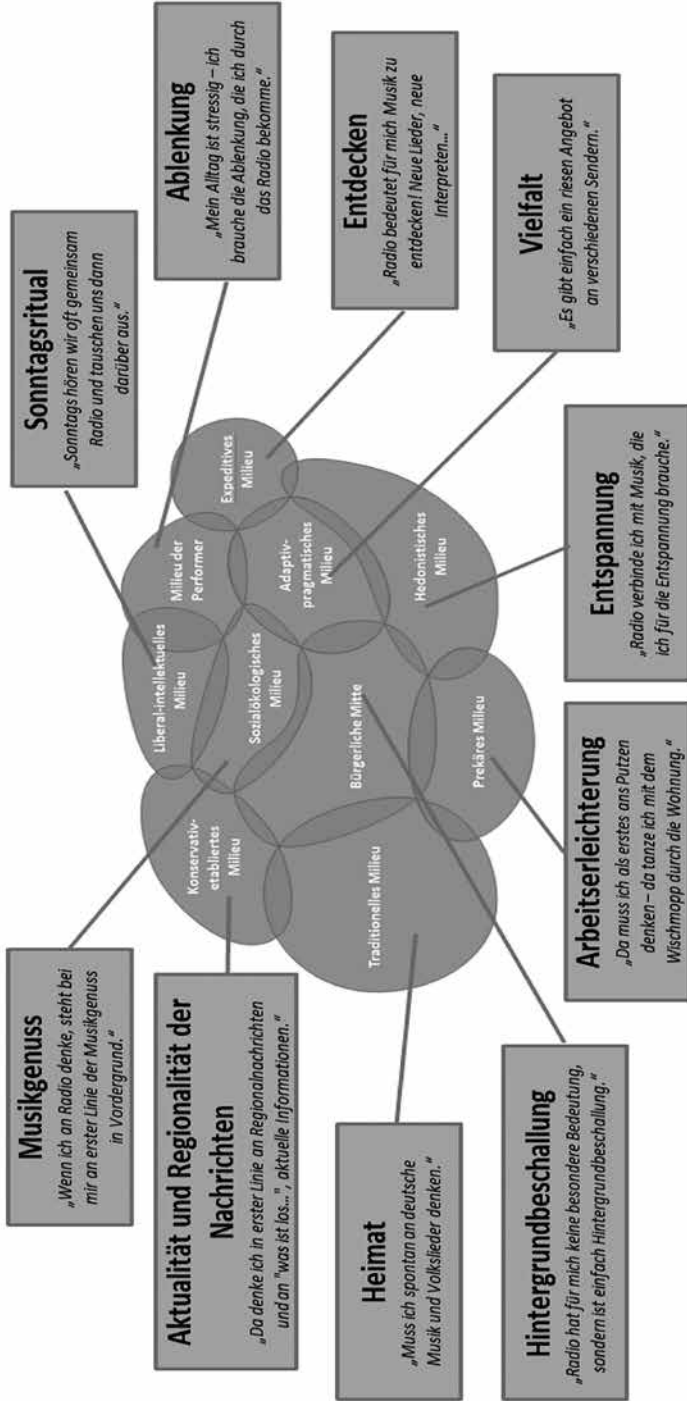 Sonntagsritual
„Sonntags hören wir oft gemeinsam
Radio und tauschen uns dann
darüber aus.“
Ablenkung
„Mein Alltag ist stressig – ich
brauche die Ablenkung, die ich durch
das Radio bekomme.“
Entdecken
„Radio bedeutet für mich Musik zu
entdecken! Neue Lieder, neue
Interpreten...“
Vielfalt
„Es gibt einfach ein riesen Angebot
an verschiedenen Sendern.“
Musikgenuss
„Wenn ich an Radio denke, steht bei
mir an erster Linie der Musikgenuss
in Vordergrund.“
Aktualität und Regionalität der
Nachrichten
„Da denke ich in erster Linie an Regionalnachrichten
und an "was ist los...", aktuelle Informationen.“
Heimat
„Muss ich spontan an deutsche
Musik und Volkslieder denken.“
Hintergrundbeschallung
„Radio hat für mich keine besondere Bedeutung,
sondern ist einfach Hintergrundbeschallung.“
Arbeitserleichterung
„Da muss ich als erstes ans Putzen
denken – da tanze ich mit dem
Wischmopp durch die Wohnung.“
Entspannung
„Radio verbinde ich mit Musik, die
ich für die Entspannung brauche.“
Konservativ-
etabliertes
Milieu
Liberal-intellektuelles
Milieu
Milieu der
Performer
Expeditives
Milieu
Sozialökologisches
Milieu
Adaptiv-
pragmatisches
Milieu
Traditionelles Milieu
Bürgerliche Mitte
Hedonistisches
Milieu
Prekäres Milieu